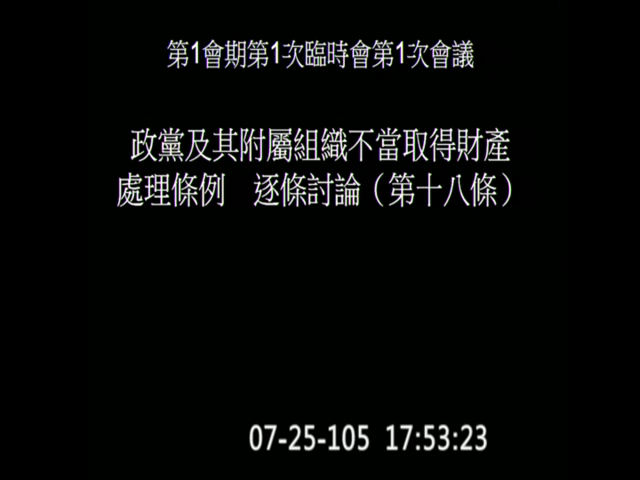 第1會期第1次臨時會第1次會議
政黨及其附屬組織不當取得財產
處理條例　逐條討論（第十八條）
07-25-105 17:53:23